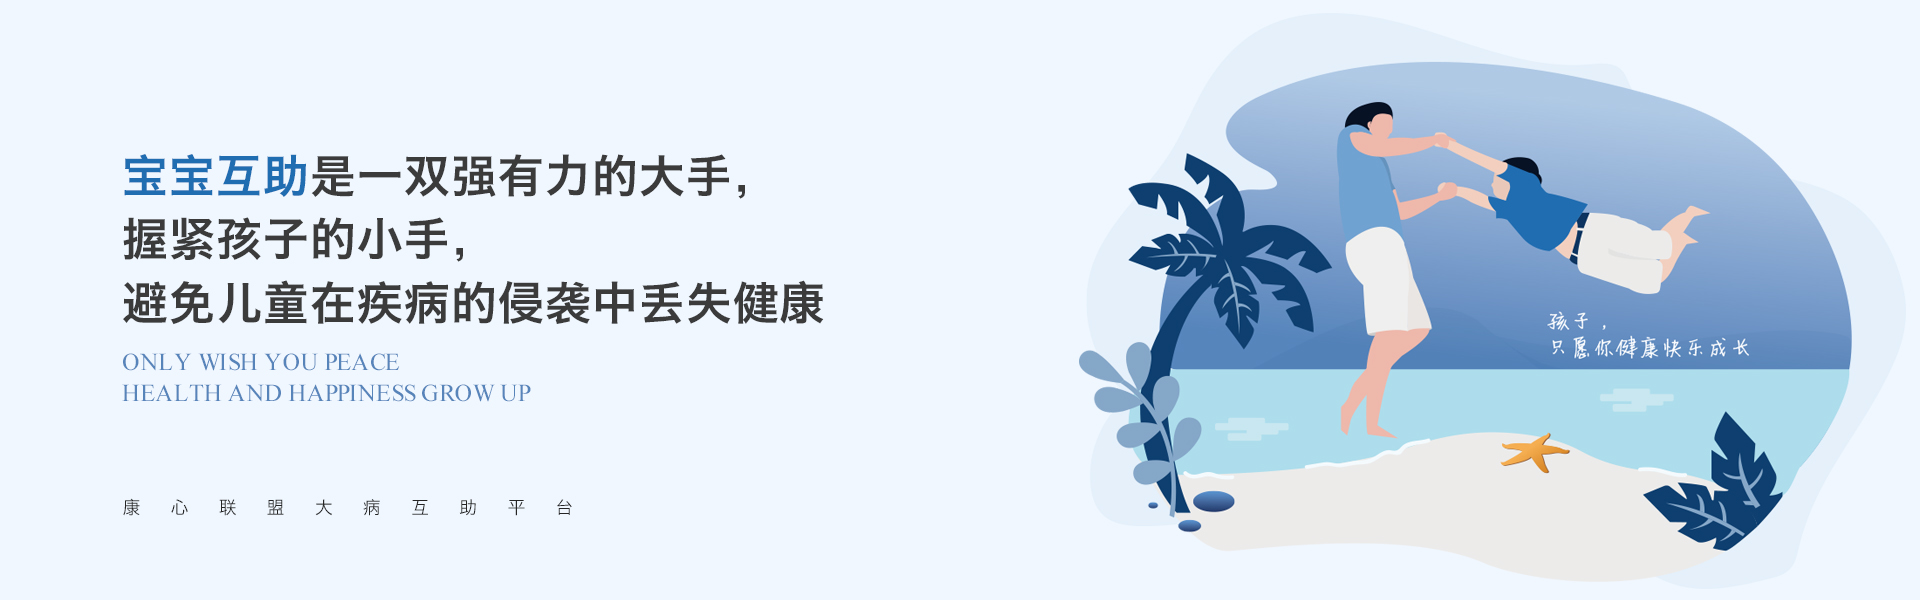 宝宝互助是一双强有力的大手，
握紧孩子的小手，
避免儿童在疾病的侵袭中丢失健康
ONLY WISH YOU PEACE
HEALTH AND HAPPINESS GROW UP
康心联盟大病互助平台
孩子，
只愿你健康快乐成长